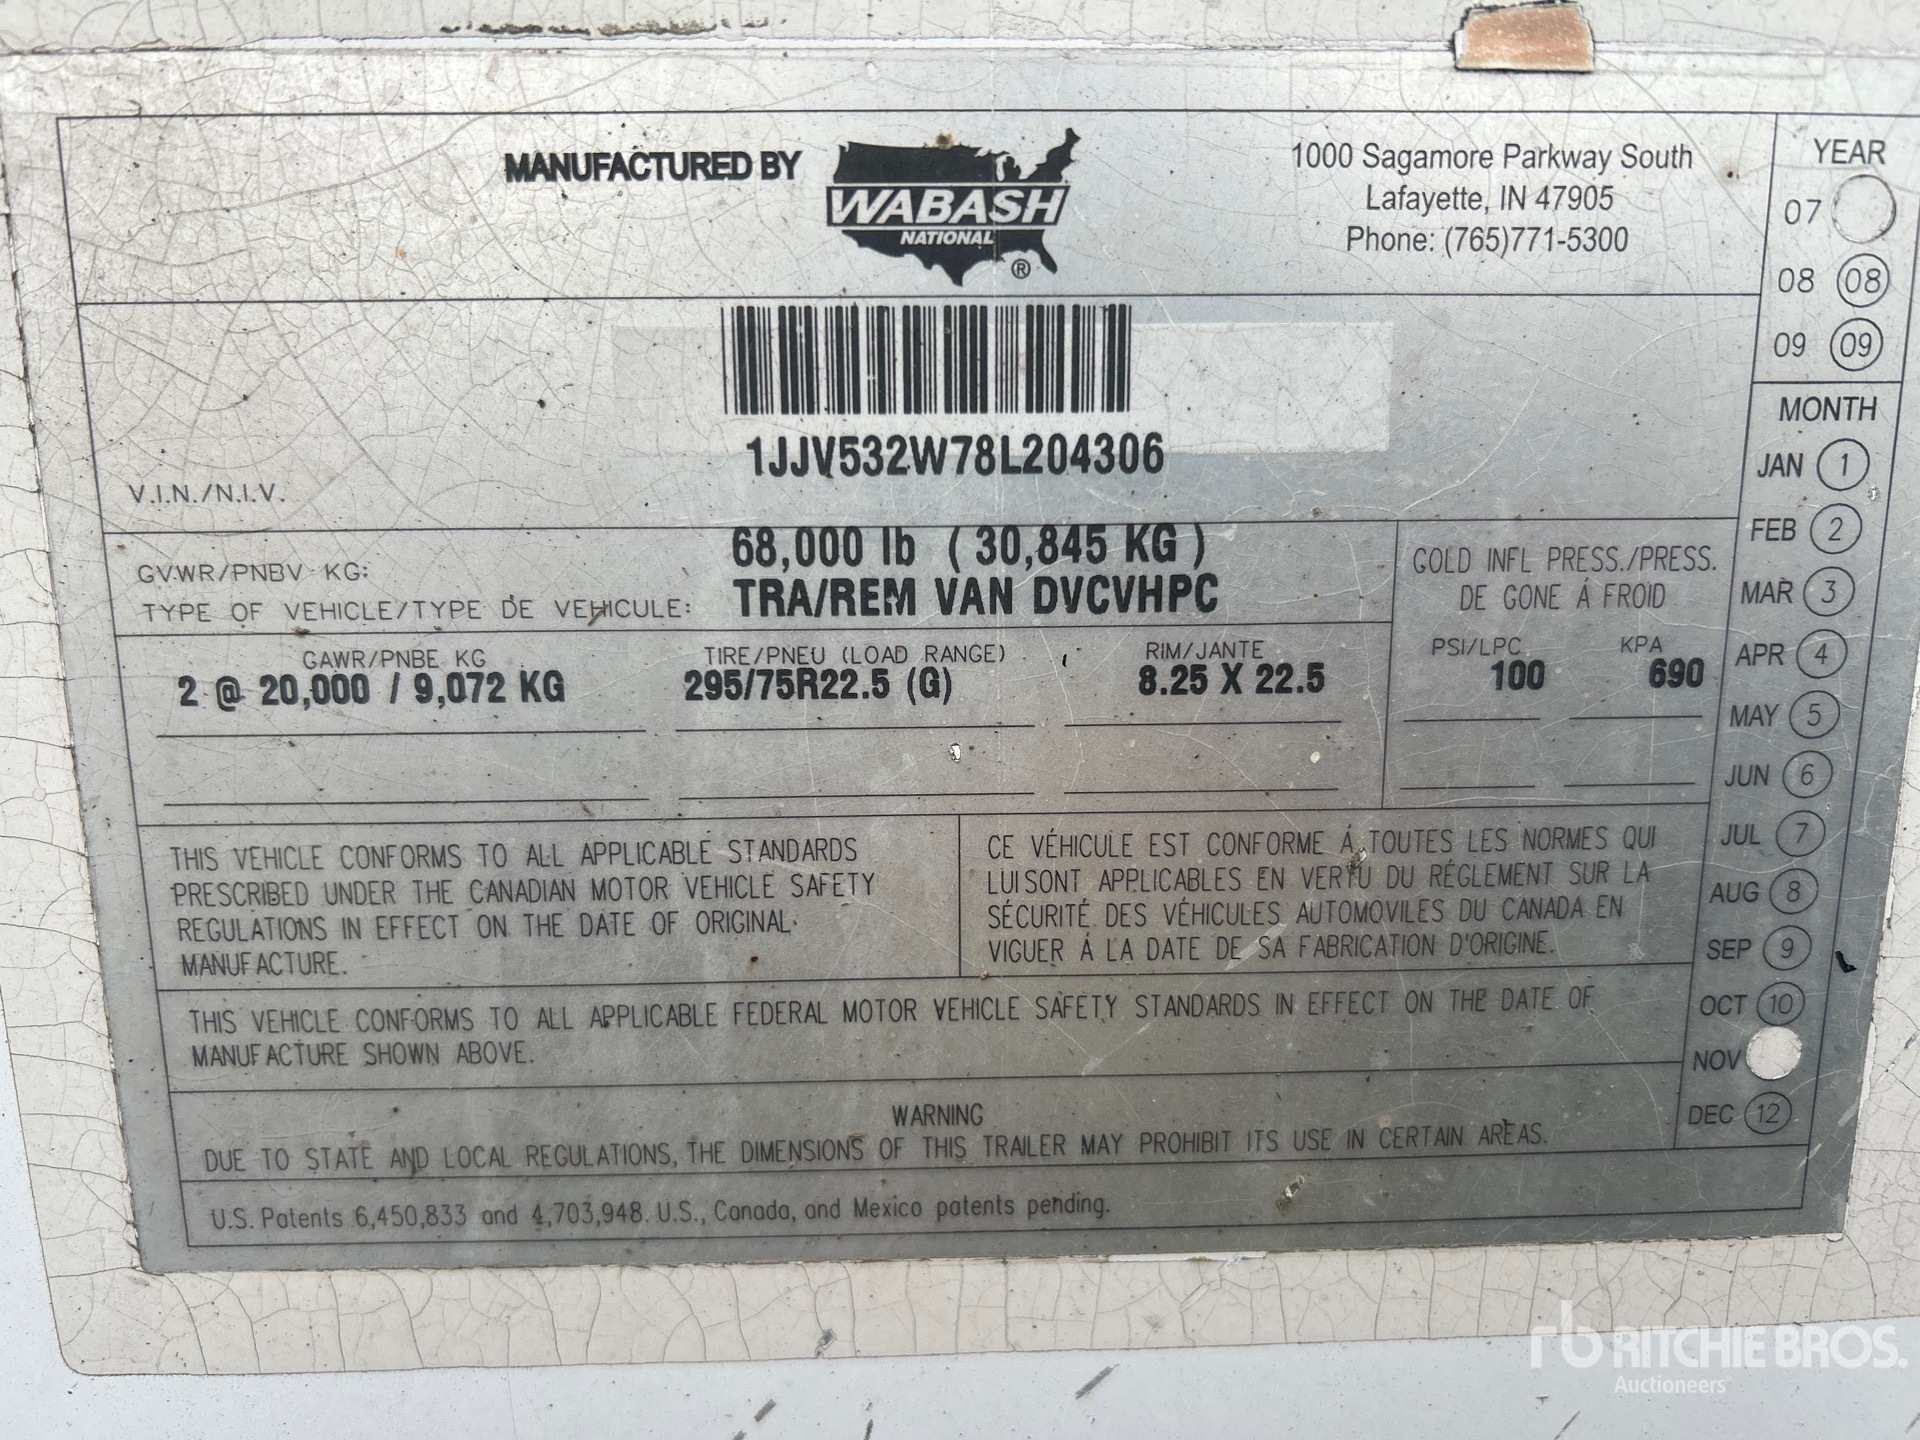 MANUFACTURED BY
WABASH
NATIONAL
®
1000 Sagamore Parkway South
Lafayette, IN 47905
Phone: (765)771-5300
1JJV532W78L204306
V.I.N./N.I.V.
GVWR/PNBV KG:
68,000 lb ( 30,845 KG )
TYPE OF VEHICLE/TYPE DE VEHICULE:
TRA/REM VAN DVCVHPC
COLD INFL PRESS./PRESS.
DE GONE Á FROID
GAWR/PNBE KG
TIRE/PNEU (LOAD RANGE)
RIM/JANTE
PSI/LPC
KPA
2 @ 20,000 / 9,072 KG
295/75R22.5 (G)
8.25 X 22.5
100
690
THIS VEHICLE CONFORMS TO ALL APPLICABLE STANDARDS
PRESCRIBED UNDER THE CANADIAN MOTOR VEHICLE SAFETY
REGULATIONS IN EFFECT ON THE DATE OF ORIGINAL
MANUFACTURE.
CE VÉHICULE EST CONFORME Á TOUTES LES NORMES QUI
LUI SONT APPLICABLES EN VERTU DU RÉGLEMENT SUR LA
SÉCURITÉ DES VÉHICULES AUTOMOVILES DU CANADA EN
VIGUER Á LA DATE DE SA FABRICATION D'ORIGINE.
THIS VEHICLE CONFORMS TO ALL APPLICABLE FEDERAL MOTOR VEHICLE SAFETY STANDARDS IN EFFECT ON THE DATE OF
MANUFACTURE SHOWN ABOVE.
WARNING
DUE TO STATE AND LOCAL REGULATIONS, THE DIMENSIONS OF THIS TRAILER MAY PROHIBIT ITS USE IN CERTAIN AREAS.
U.S. Patents 6,450,833 and 4,703,948. U.S., Canada, and Mexico patents pending.
YEAR
07
08 08
09 09
MONTH
JAN 1
FEB 2
MAR 3
APR 4
MAY 5
JUN 6
JUL 7
AUG 8
SEP 9
OCT 10
NOV
DEC 12
rb RITCHIE BROS.
Auctioneers